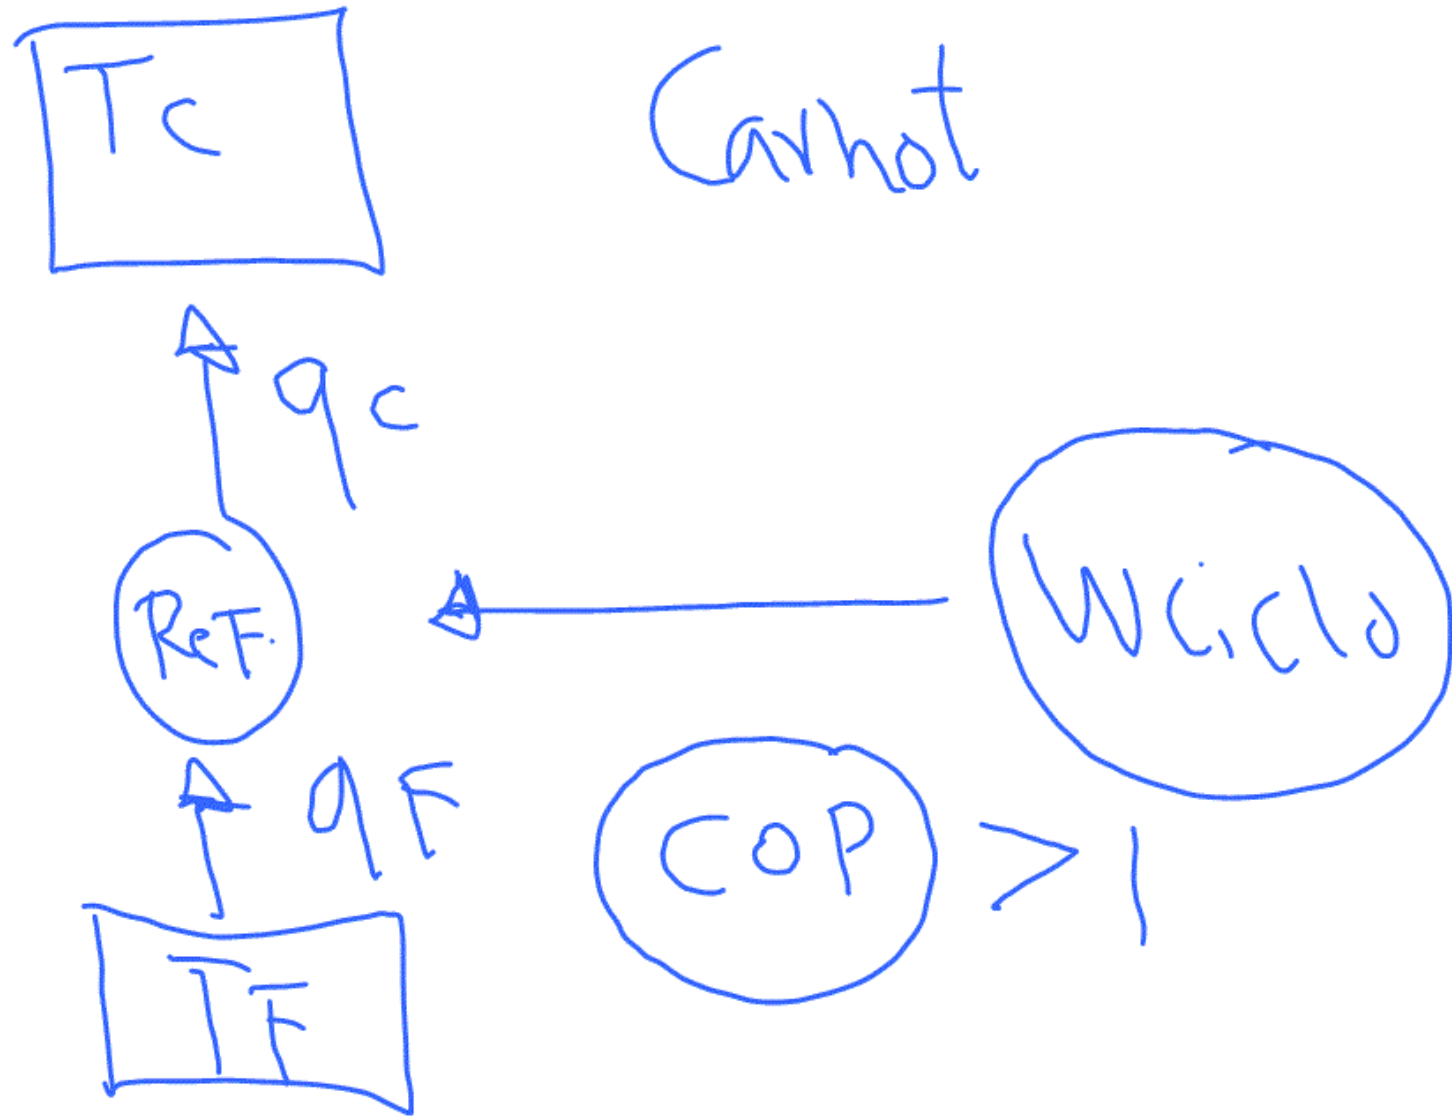 Tc
Carnot
qc
Ref.
Wciclo
qF
COP > 1
TF